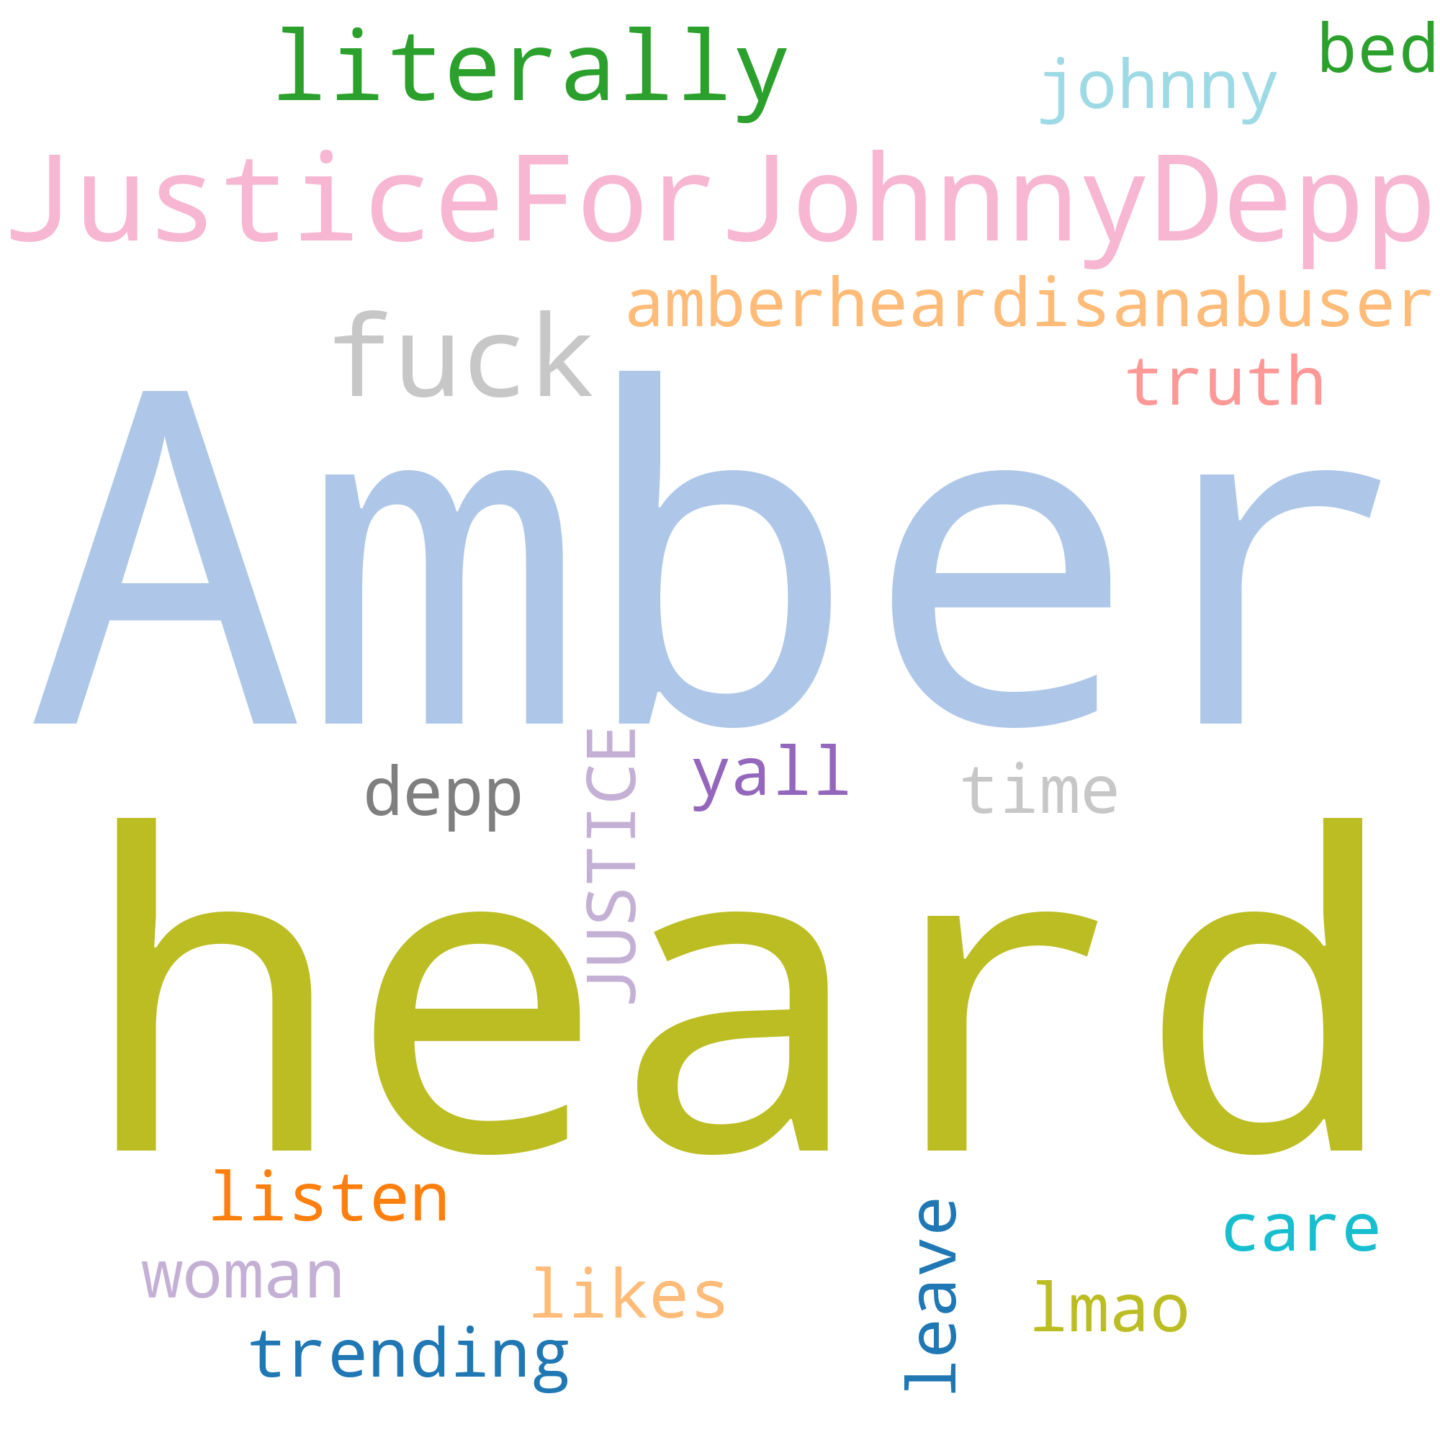 literally
johnny
bed
JusticeForJohnnyDepp
amberheardisanabuser
fuck
truth
Amber
depp
JUSTICE
yall
time
heard
listen
leave
care
woman
likes
lmao
trending